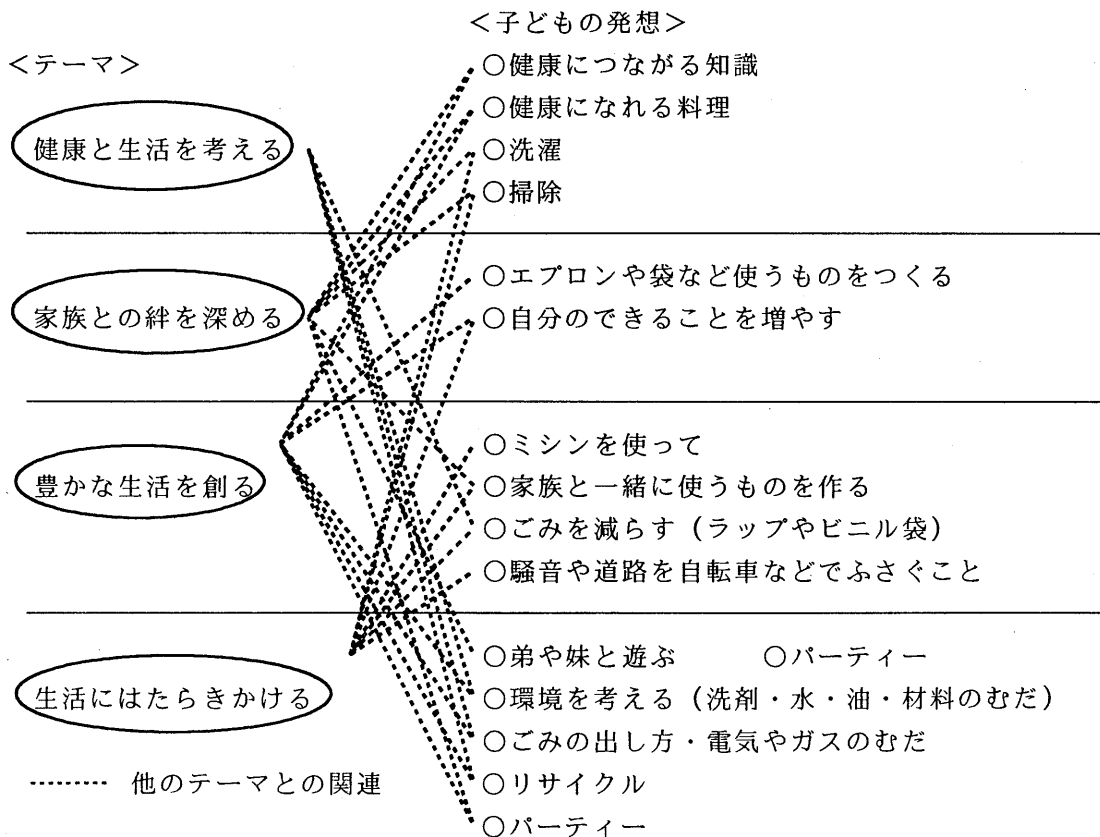 ＜子どもの発想＞
＜テーマ＞
○健康につながる知識
○健康になれる料理
健康と生活を考える
○洗濯
○掃除
○エプロンや袋など使うものをつくる
家族との絆を深める
○自分のできることを増やす
○ミシンを使って
豊かな生活を創る
○家族と一緒に使うものを作る
○ごみを減らす（ラップやビニル袋）
○騒音や道路を自転車などでふさぐこと
○弟や妹と遊ぶ　　○パーティー
生活にはたらきかける
○環境を考える（洗剤・水・油・材料のむだ）
○ごみの出し方・電気やガスのむだ
他のテーマとの関連
○リサイクル
○パーティー